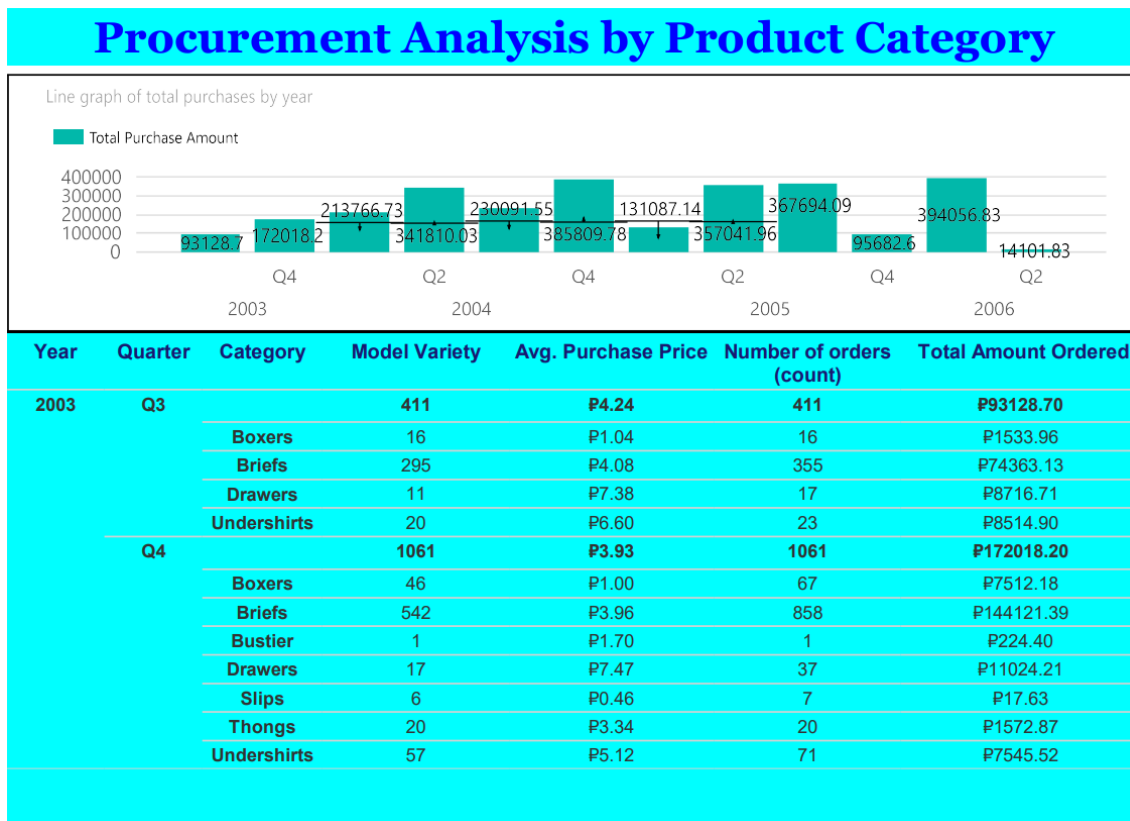 Procurement Analysis by Product Category
Line graph of total purchases by year
Total Purchase Amount
400000
300000
200000
100000
0
93128.7 172018.2 213766.73 341810.03 230091.55 385809.78 131087.14 357041.96 367694.09 95682.6 394056.83 14101.83
Q4 Q2 Q4 Q2 Q4 Q2
2003 2004 2005 2006
Year Quarter Category Model Variety Avg. Purchase Price Number of orders (count) Total Amount Ordered
2003 Q3 411 ₽4.24 411 ₽93128.70
Boxers 16 ₽1.04 16 ₽1533.96
Briefs 295 ₽4.08 355 ₽74363.13
Drawers 11 ₽7.38 17 ₽8716.71
Undershirts 20 ₽6.60 23 ₽8514.90
Q4 1061 ₽3.93 1061 ₽172018.20
Boxers 46 ₽1.00 67 ₽7512.18
Briefs 542 ₽3.96 858 ₽144121.39
Bustier 1 ₽1.70 1 ₽224.40
Drawers 17 ₽7.47 37 ₽11024.21
Slips 6 ₽0.46 7 ₽17.63
Thongs 20 ₽3.34 20 ₽1572.87
Undershirts 57 ₽5.12 71 ₽7545.52